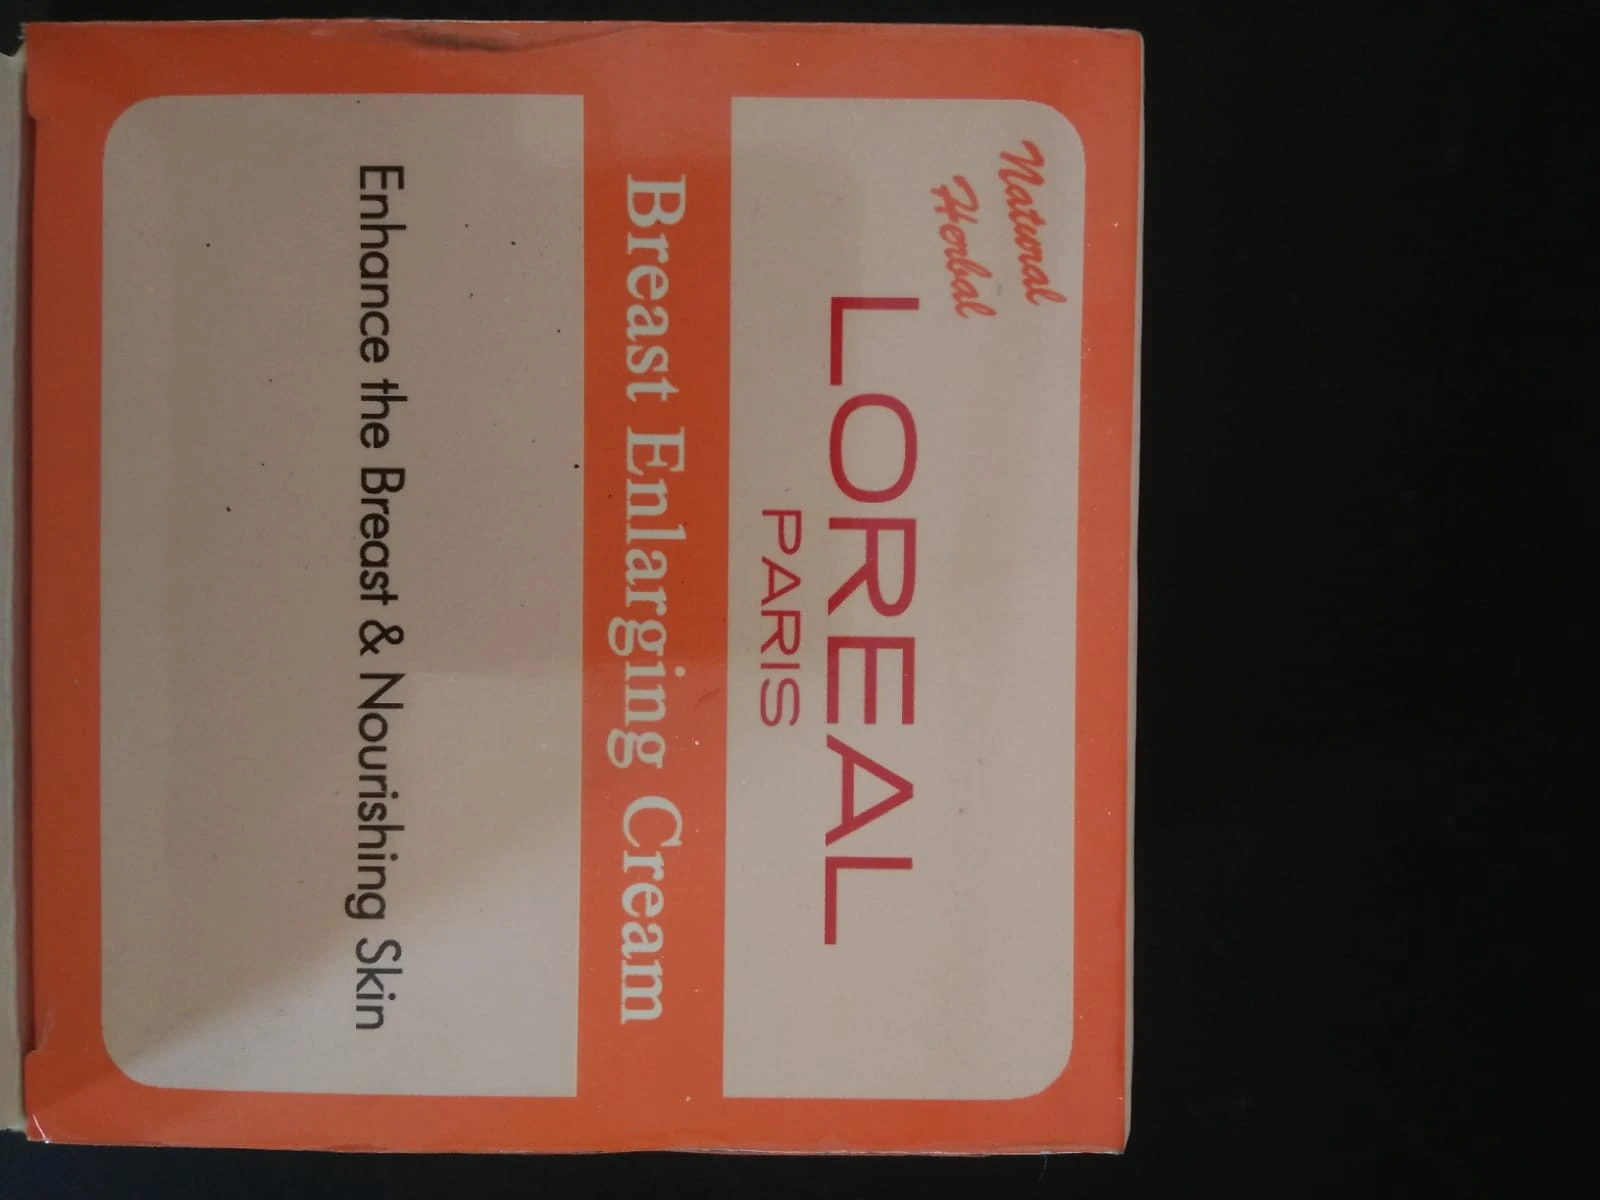 Natural
Herbal
LOREAL
PARIS
Breast Enlarging Cream
Enhance the Breast & Nourishing Skin